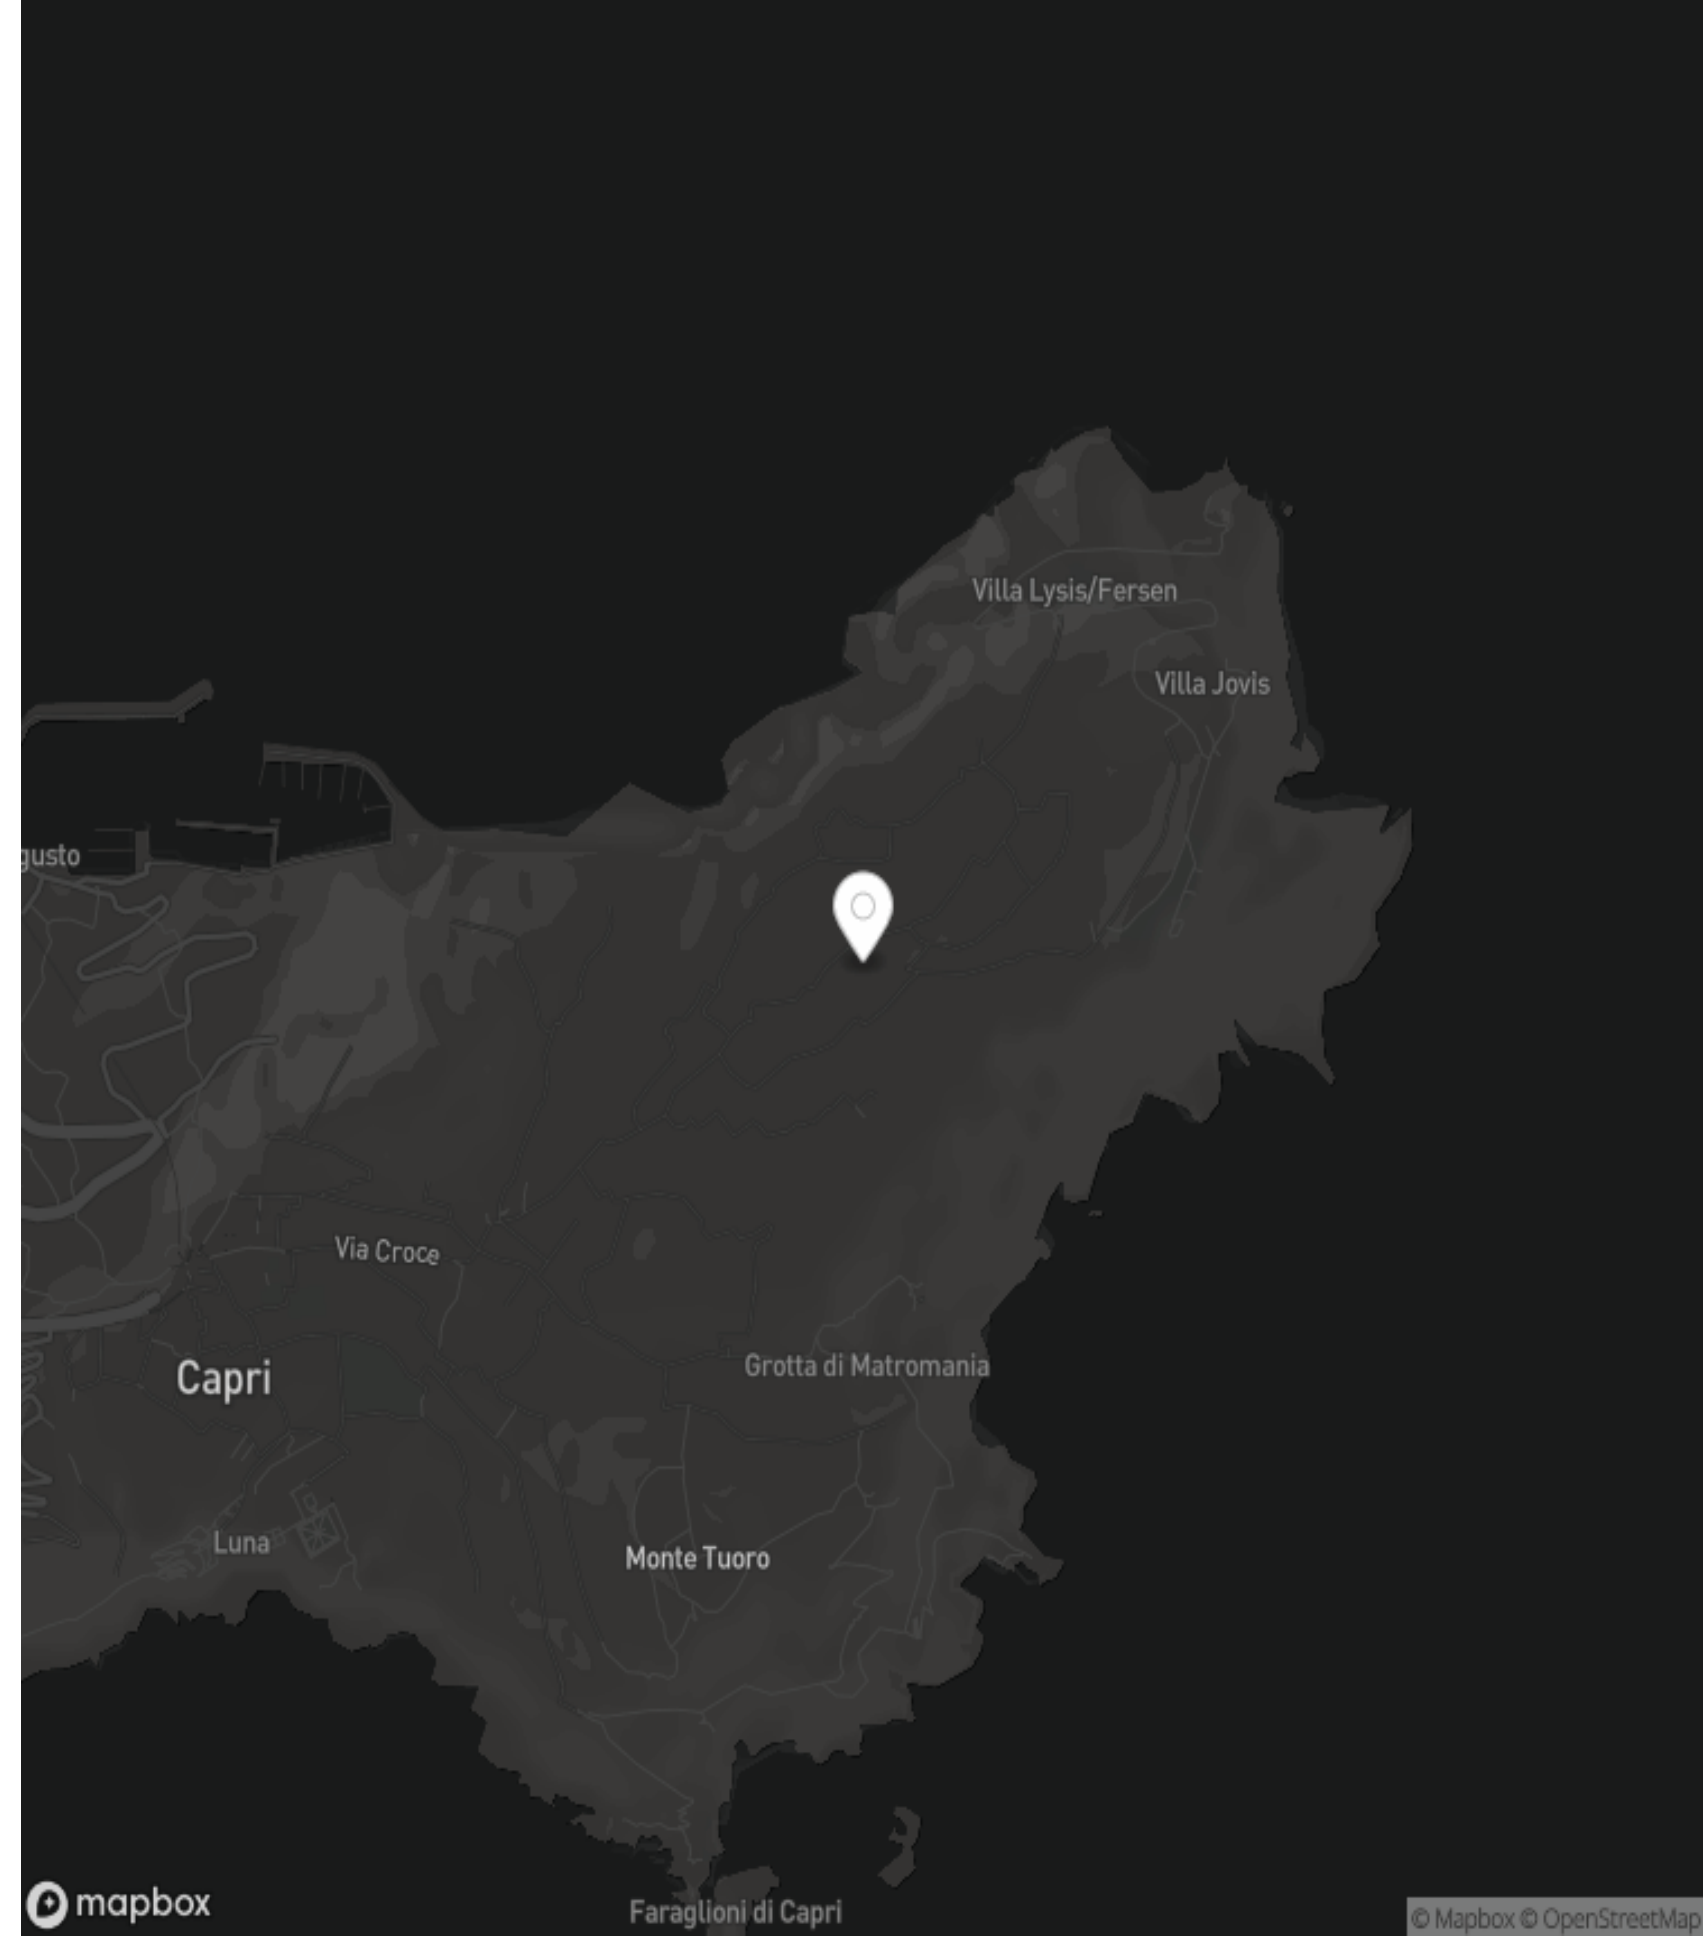 Villa Lysis/Fersen
Villa Jovis
gusto
Via Croce
Grotta di Matromania
Capri
Luna
Monte Tuoro
mapbox
Faraglioni di Capri
© Mapbox © OpenStreetMap